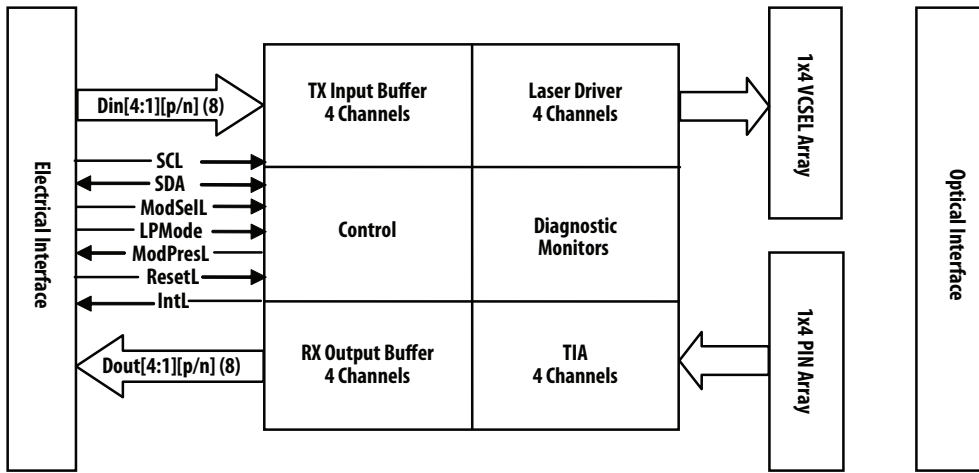 Electrical Interface
Din[4:1][p/n] (8)
SCL
SDA
ModSelL
LPMode
ModPresL
ResetL
IntL
Dout[4:1][p/n] (8)
TX Input Buffer
4 Channels
Laser Driver
4 Channels
Control
Diagnostic
Monitors
RX Output Buffer
4 Channels
TIA
4 Channels
1x4 VCSEL Array
1x4 PIN Array
Optical Interface